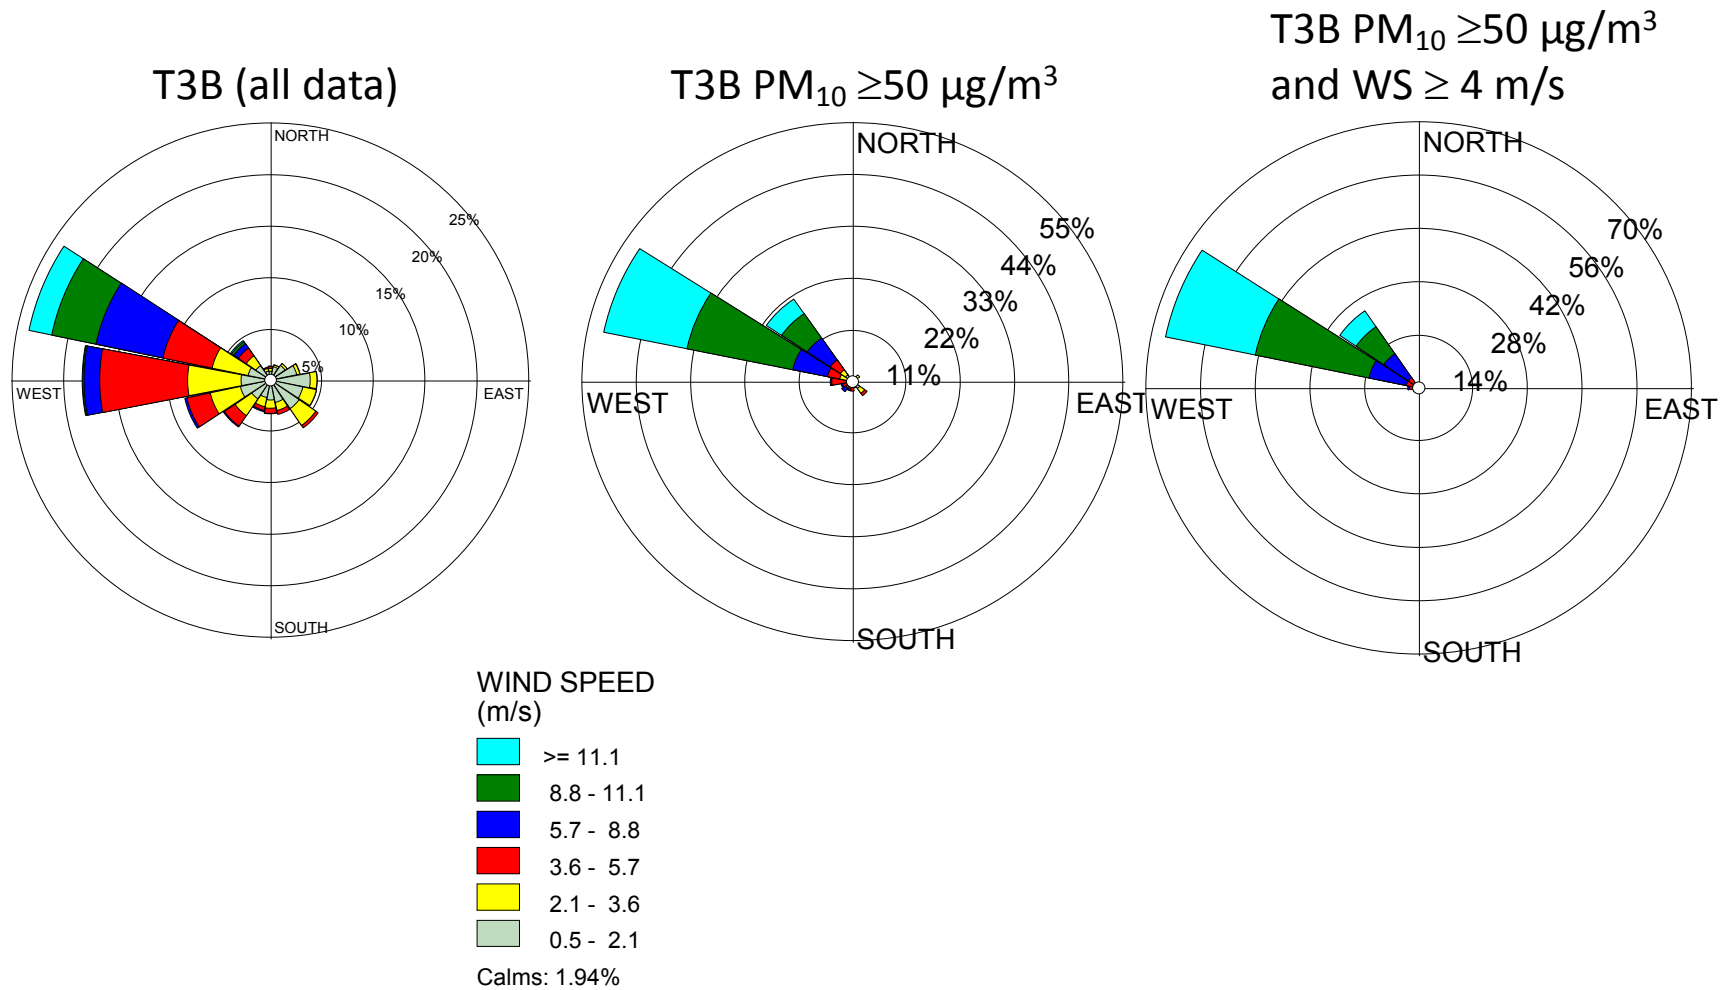 T3B (all data)
T3B PM₁₀ ≥50 µg/m³
T3B PM₁₀ ≥50 µg/m³
and WS ≥ 4 m/s
NORTH
25%
20%
15%
10%
5%
WEST
EAST
SOUTH
NORTH
55%
44%
33%
22%
11%
WEST
EAST
SOUTH
NORTH
70%
56%
42%
28%
14%
WEST
EAST
SOUTH
WIND SPEED
(m/s)
>= 11.1
8.8 - 11.1
5.7 - 8.8
3.6 - 5.7
2.1 - 3.6
0.5 - 2.1
Calms: 1.94%